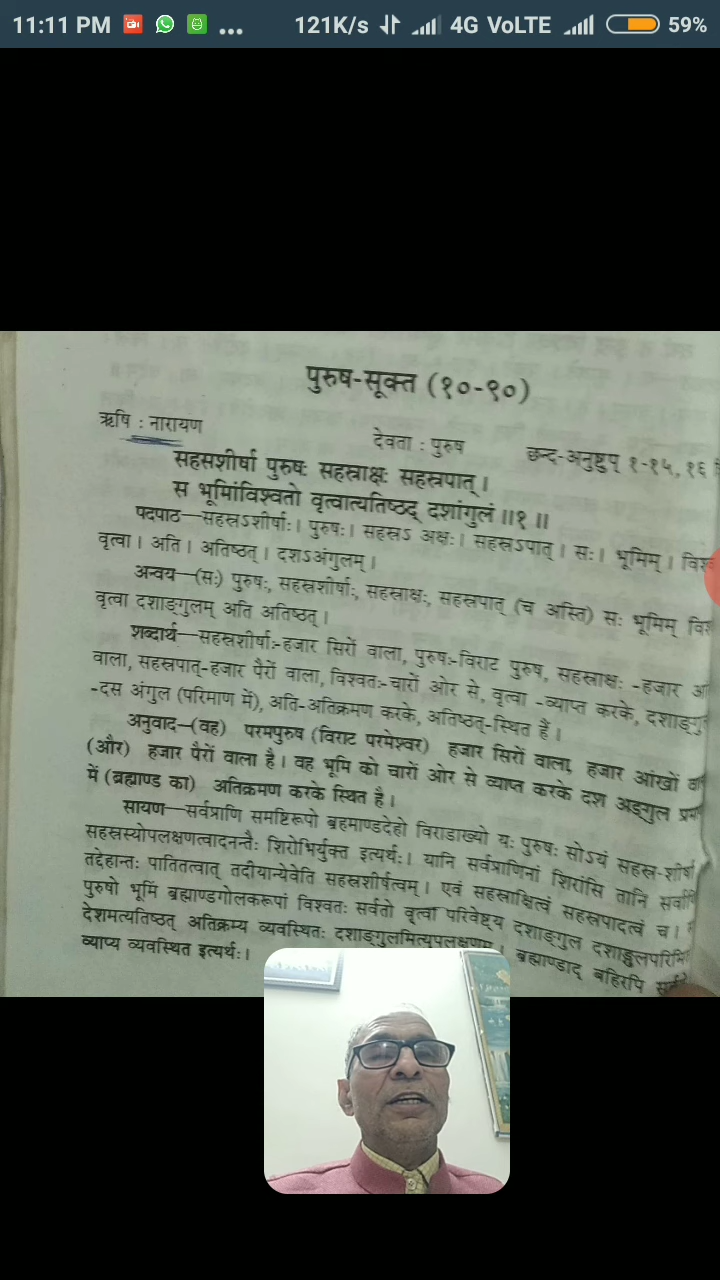 11:11 PM ... 121K/s 4G VoLTE 59%
पुरुष-सूक्त (१०-९०)
ऋषि : नारायण देवता : पुरुष छन्द-अनुष्टुप् १-१५, १६
सहसशीर्षा पुरुषः सहस्राक्षः सहस्रपात्।
स भूमिंविश्वतो वृत्वात्यतिष्ठद् दशांगुलं॥१॥
पदपाठ—सहस्रऽशीर्षाः। पुरुषः। सहस्रऽ अक्षः। सहस्रऽपात्। सः। भूमिम्।
वृत्वा। अति। अतिष्ठत्। दशऽअंगुलम्।
अन्वय—(सः) पुरुषः, सहस्रशीर्षाः, सहस्राक्षः, सहस्रपात् (च अस्ति) सः भूमिम्
वृत्वा दशाङ्गुलम् अति अतिष्ठत्।
शब्दार्थ—सहस्रशीर्षाः-हजार सिरों वाला, पुरुषः-विराट पुरुष, सहस्राक्षः -हजार
वाला, सहस्रपात्-हजार पैरों वाला, विश्वतः-चारों ओर से, वृत्वा -व्याप्त करके,
-दस अंगुल (परिमाण में), अति-अतिक्रमण करके, अतिष्ठत्-स्थित हैं।
अनुवाद—(वह) परमपुरुष (विराट परमेश्वर) हजार सिरों वाला, हजार आंखों
(और) हजार पैरों वाला है। वह भूमि को चारों ओर से व्याप्त करके दश अङ्गुल
में (ब्रह्माण्ड का) अतिक्रमण करके स्थित है।
सायण—सर्वप्राणि समष्टिरूपो ब्रहमाण्डदेहो विराडाख्यो यः पुरुषः सोऽयं सहस्र-शीर्षा
सहस्रस्योपलक्षणत्वादनन्तैः शिरोभिर्युक्त इत्यर्थः। यानि सर्वप्राणिनां शिरांसि तानि
तद्देहान्तः पातितत्वात् तदीयान्येवेति सहस्रशीर्षत्वम्। एवं सहस्राक्षित्वं सहस्रपादत्वं च।
पुरुषो भूमिं ब्रह्माण्डगोलकरूपां विश्वतः सर्वतो वृत्वा परिवेष्ट्य दशाङ्गुल
देशमत्यतिष्ठत् अतिक्रम्य व्यवस्थितः दशाङ्गुलमित्युपलक्षणम्। ब्रह्माण्डाद् बहिरपि
व्याप्य व्यवस्थित इत्यर्थः।